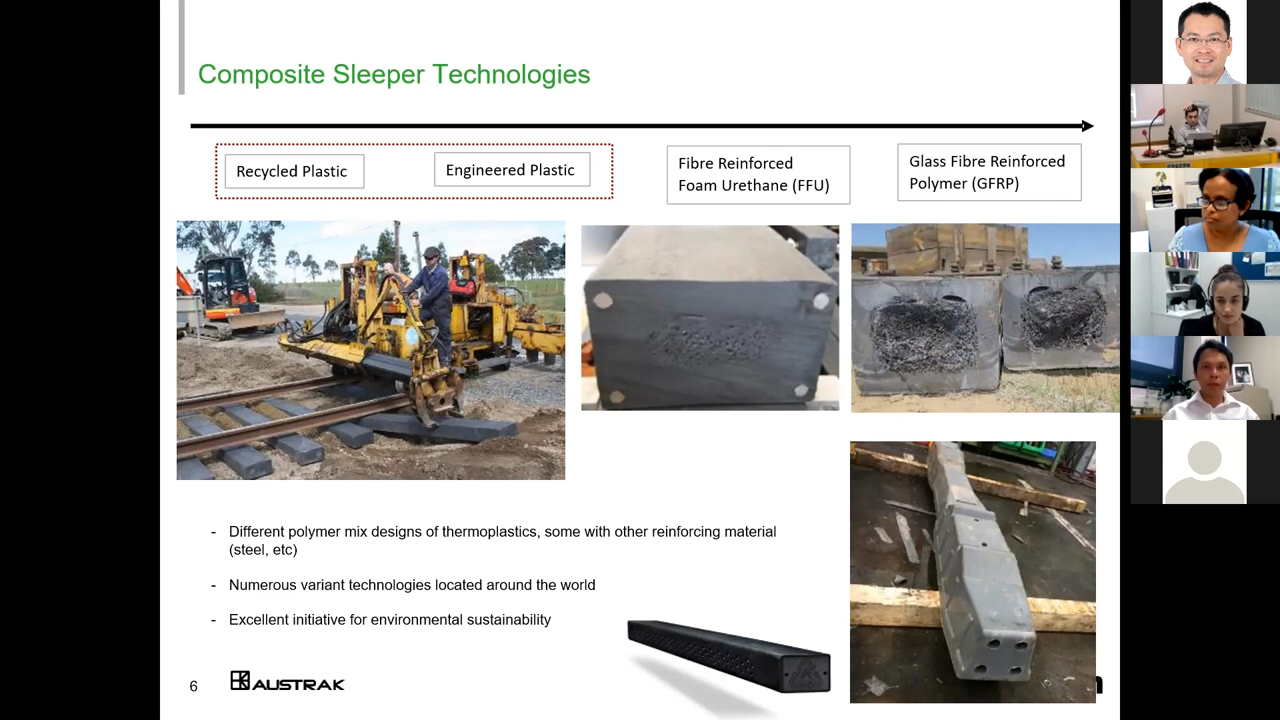 Composite Sleeper Technologies
Recycled Plastic
Engineered Plastic
Fibre Reinforced
Foam Urethane (FFU)
Glass Fibre Reinforced
Polymer (GFRP)
- Different polymer mix designs of thermoplastics, some with other reinforcing material
(steel, etc)
- Numerous variant technologies located around the world
- Excellent initiative for environmental sustainability
6
AUSTRAK